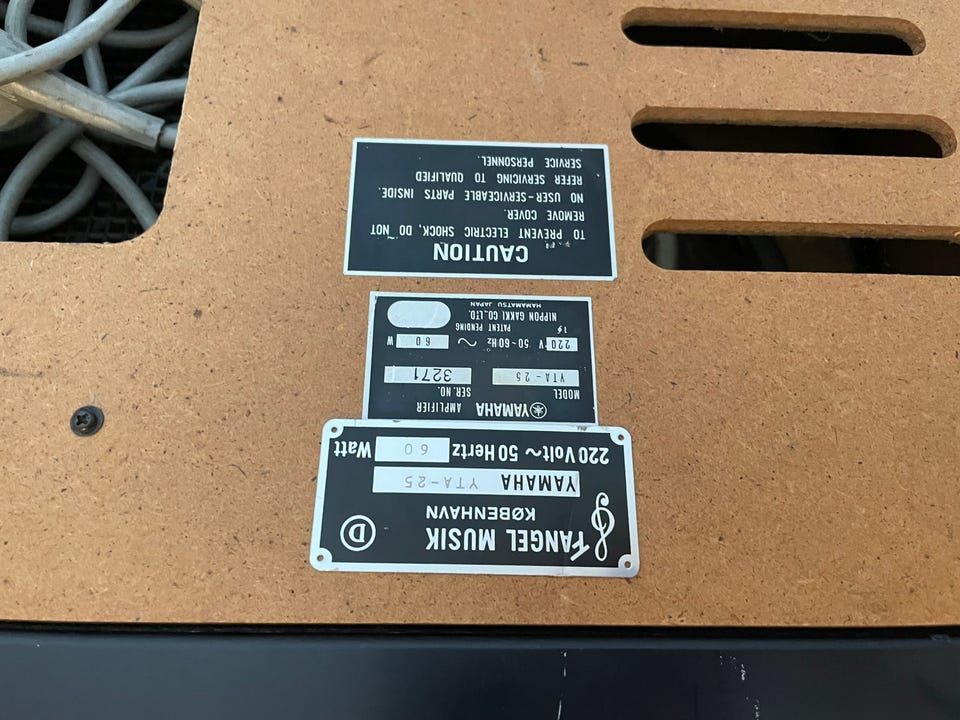 FANGEL MUSIK
KØBENHAVN
D
YAMAHA YTA-25
220 Volt~ 50 Hertz 60 Watt
YAMAHA AMPLIFIER
MODEL SER.NO.
YTA-25 3271
220 V 50-60Hz ~ 60 W
PATENT PENDING
NIPPON GAKKI CO.,LTD.
HAMAMATSU JAPAN
CAUTION
TO PREVENT ELECTRIC SHOCK, DO NOT
REMOVE COVER.
NO USER-SERVICEABLE PARTS INSIDE.
REFER SERVICING TO QUALIFIED
SERVICE PERSONNEL.